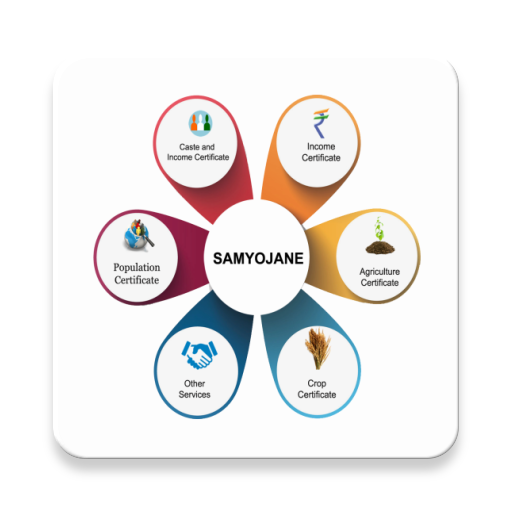 Caste and
Income Certificate
Income
Certificate
Population
Certificate
SAMYOJANE
Agriculture
Certificate
Other
Services
Crop
Certificate